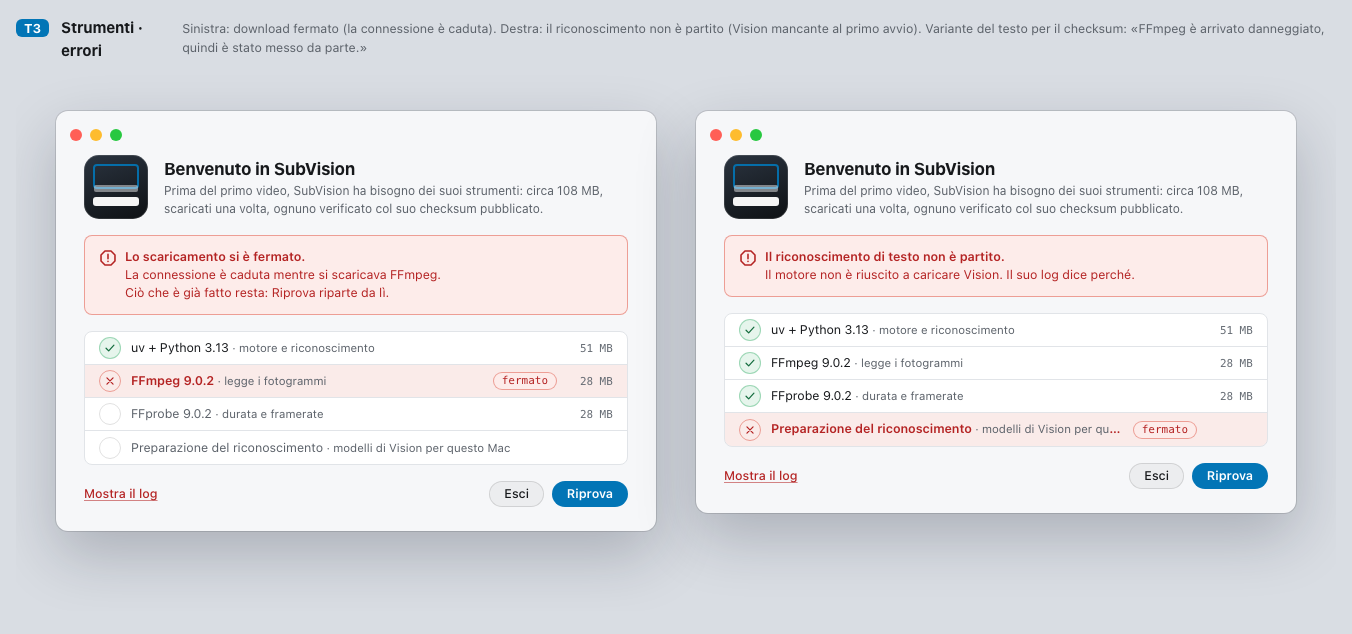 T3
Strumenti ·
errori
Sinistra: download fermato (la connessione è caduta). Destra: il riconoscimento non è partito (Vision mancante al primo avvio). Variante del testo per il checksum: «FFmpeg è arrivato danneggiato,
quindi è stato messo da parte.»
Benvenuto in SubVision
Prima del primo video, SubVision ha bisogno dei suoi strumenti: circa 108 MB,
scaricati una volta, ognuno verificato col suo checksum pubblicato.
Lo scaricamento si è fermato.
La connessione è caduta mentre si scaricava FFmpeg.
Ciò che è già fatto resta: Riprova riparte da lì.
uv + Python 3.13 · motore e riconoscimento 51 MB
FFmpeg 9.0.2 · legge i fotogrammi fermato 28 MB
FFprobe 9.0.2 · durata e framerate 28 MB
Preparazione del riconoscimento · modelli di Vision per questo Mac
Mostra il log Esci Riprova
Benvenuto in SubVision
Prima del primo video, SubVision ha bisogno dei suoi strumenti: circa 108 MB,
scaricati una volta, ognuno verificato col suo checksum pubblicato.
Il riconoscimento di testo non è partito.
Il motore non è riuscito a caricare Vision. Il suo log dice perché.
uv + Python 3.13 · motore e riconoscimento 51 MB
FFmpeg 9.0.2 · legge i fotogrammi 28 MB
FFprobe 9.0.2 · durata e framerate 28 MB
Preparazione del riconoscimento · modelli di Vision per qu... fermato
Mostra il log Esci Riprova